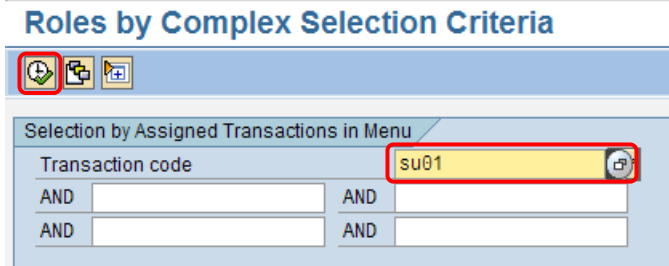 Roles by Complex Selection Criteria
Selection by Assigned Transactions in Menu
Transaction code su01
AND AND
AND AND